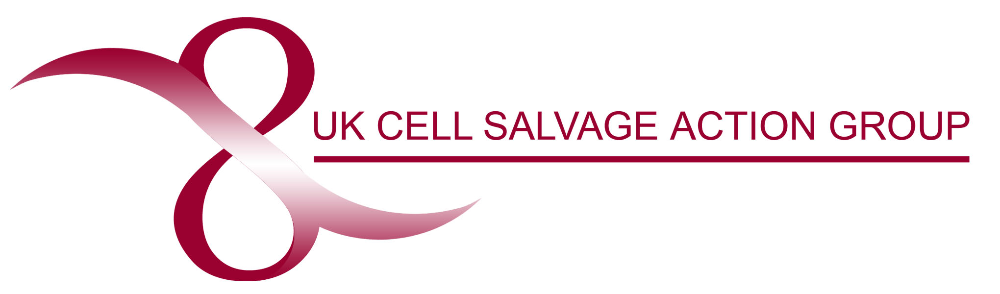 UK CELL SALVAGE ACTION GROUP